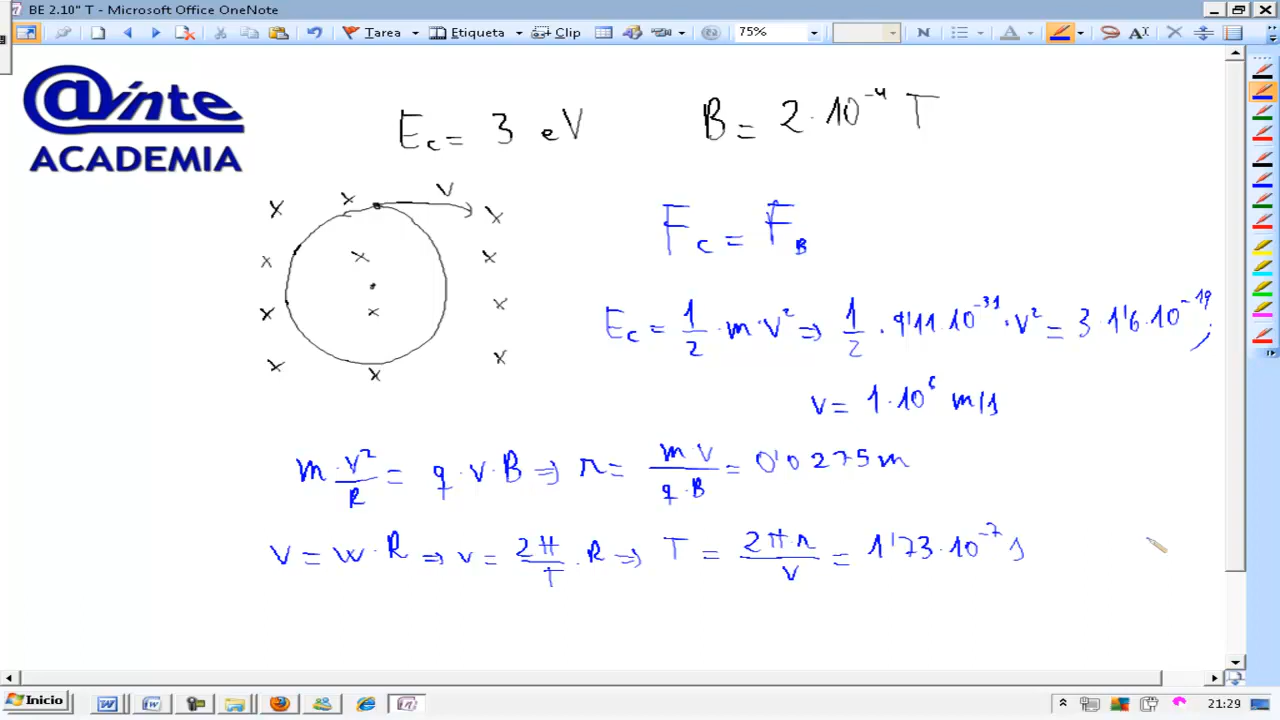 BE 2.10" T - Microsoft Office OneNote
Tarea Etiqueta Clip 75% N A
@inte
ACADEMIA
Ec = 3 eV B = 2·10⁻⁴ T
x x v x
x x x
x x x
x x x
Fc = FB
Ec = 1/2 · m · v² ⇒ 1/2 · 9'11·10⁻³¹ · v² = 3·1'6·10⁻¹⁹;
v = 1·10⁶ m/s
m · v²/R = q · v · B ⇒ r = m v/q·B = 0'0275 m
v = w · R ⇒ v = 2π/T · R ⇒ T = 2π·r/v = 1'73·10⁻⁷ s
Inicio 21:29